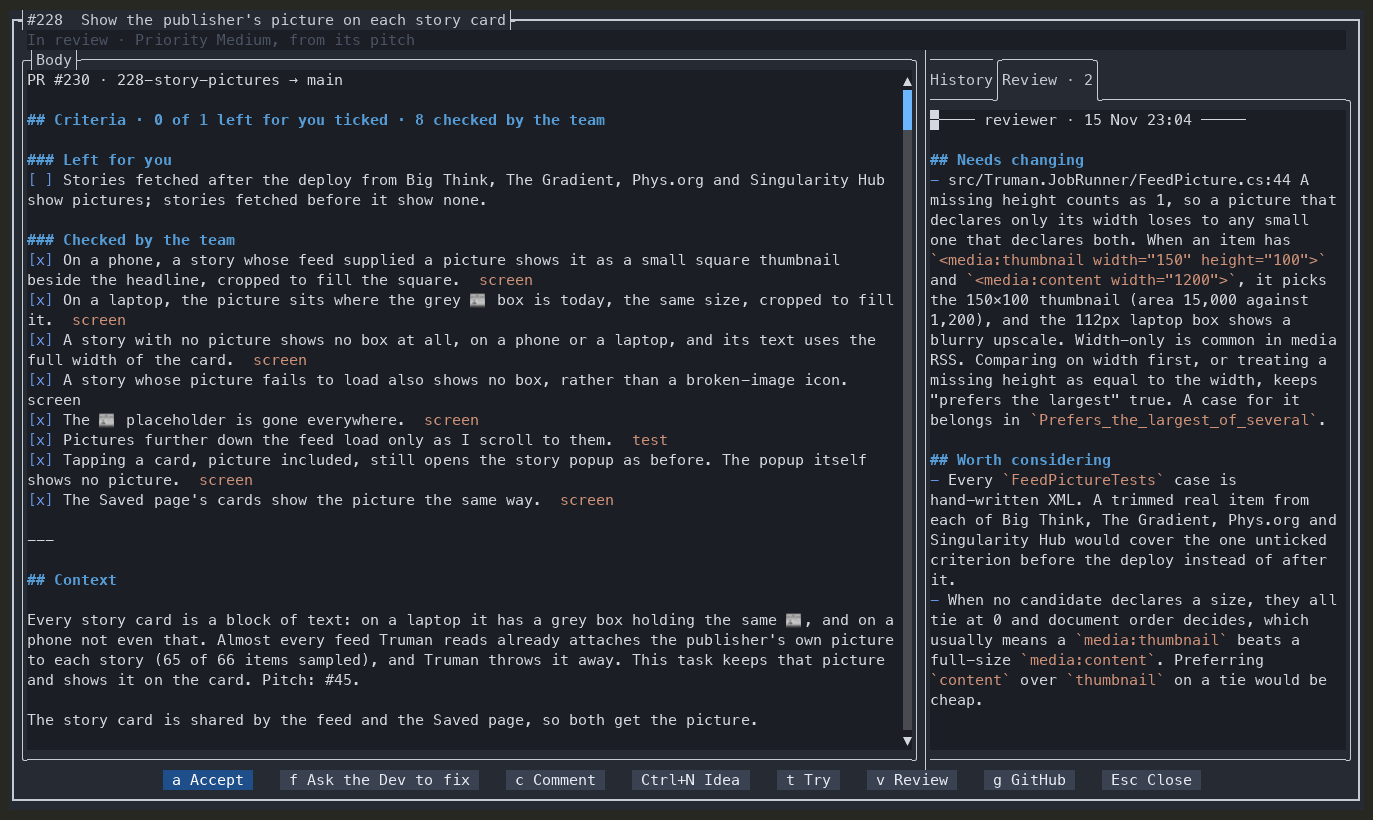 #228  Show the publisher's picture on each story card
In review · Priority Medium, from its pitch
Body
PR #230 · 228-story-pictures → main
## Criteria · 0 of 1 left for you ticked · 8 checked by the team
### Left for you
[ ] Stories fetched after the deploy from Big Think, The Gradient, Phys.org and Singularity Hub
show pictures; stories fetched before it show none.
### Checked by the team
[x] On a phone, a story whose feed supplied a picture shows it as a small square thumbnail
beside the headline, cropped to fill the square.  screen
[x] On a laptop, the picture sits where the grey 📰 box is today, the same size, cropped to fill
it.  screen
[x] A story with no picture shows no box at all, on a phone or a laptop, and its text uses the
full width of the card.  screen
[x] A story whose picture fails to load also shows no box, rather than a broken-image icon.
screen
[x] The 📰 placeholder is gone everywhere.  screen
[x] Pictures further down the feed load only as I scroll to them.  test
[x] Tapping a card, picture included, still opens the story popup as before. The popup itself
shows no picture.  screen
[x] The Saved page's cards show the picture the same way.  screen
———
## Context
Every story card is a block of text: on a laptop it has a grey box holding the same 📰, and on a
phone not even that. Almost every feed Truman reads already attaches the publisher's own picture
to each story (65 of 66 items sampled), and Truman throws it away. This task keeps that picture
and shows it on the card. Pitch: #45.
The story card is shared by the feed and the Saved page, so both get the picture.
History
Review · 2
reviewer · 15 Nov 23:04
## Needs changing
- src/Truman.JobRunner/FeedPicture.cs:44 A
missing height counts as 1, so a picture that
declares only its width loses to any small
one that declares both. When an item has
`<media:thumbnail width="150" height="100">`
and `<media:content width="1200">`, it picks
the 150×100 thumbnail (area 15,000 against
1,200), and the 112px laptop box shows a
blurry upscale. Width-only is common in media
RSS. Comparing on width first, or treating a
missing height as equal to the width, keeps
"prefers the largest" true. A case for it
belongs in `Prefers_the_largest_of_several`.
## Worth considering
- Every `FeedPictureTests` case is
hand-written XML. A trimmed real item from
each of Big Think, The Gradient, Phys.org and
Singularity Hub would cover the one unticked
criterion before the deploy instead of after
it.
- When no candidate declares a size, they all
tie at 0 and document order decides, which
usually means a `media:thumbnail` beats a
full-size `media:content`. Preferring
`content` over `thumbnail` on a tie would be
cheap.
a Accept
f Ask the Dev to fix
c Comment
Ctrl+N Idea
t Try
v Review
g GitHub
Esc Close